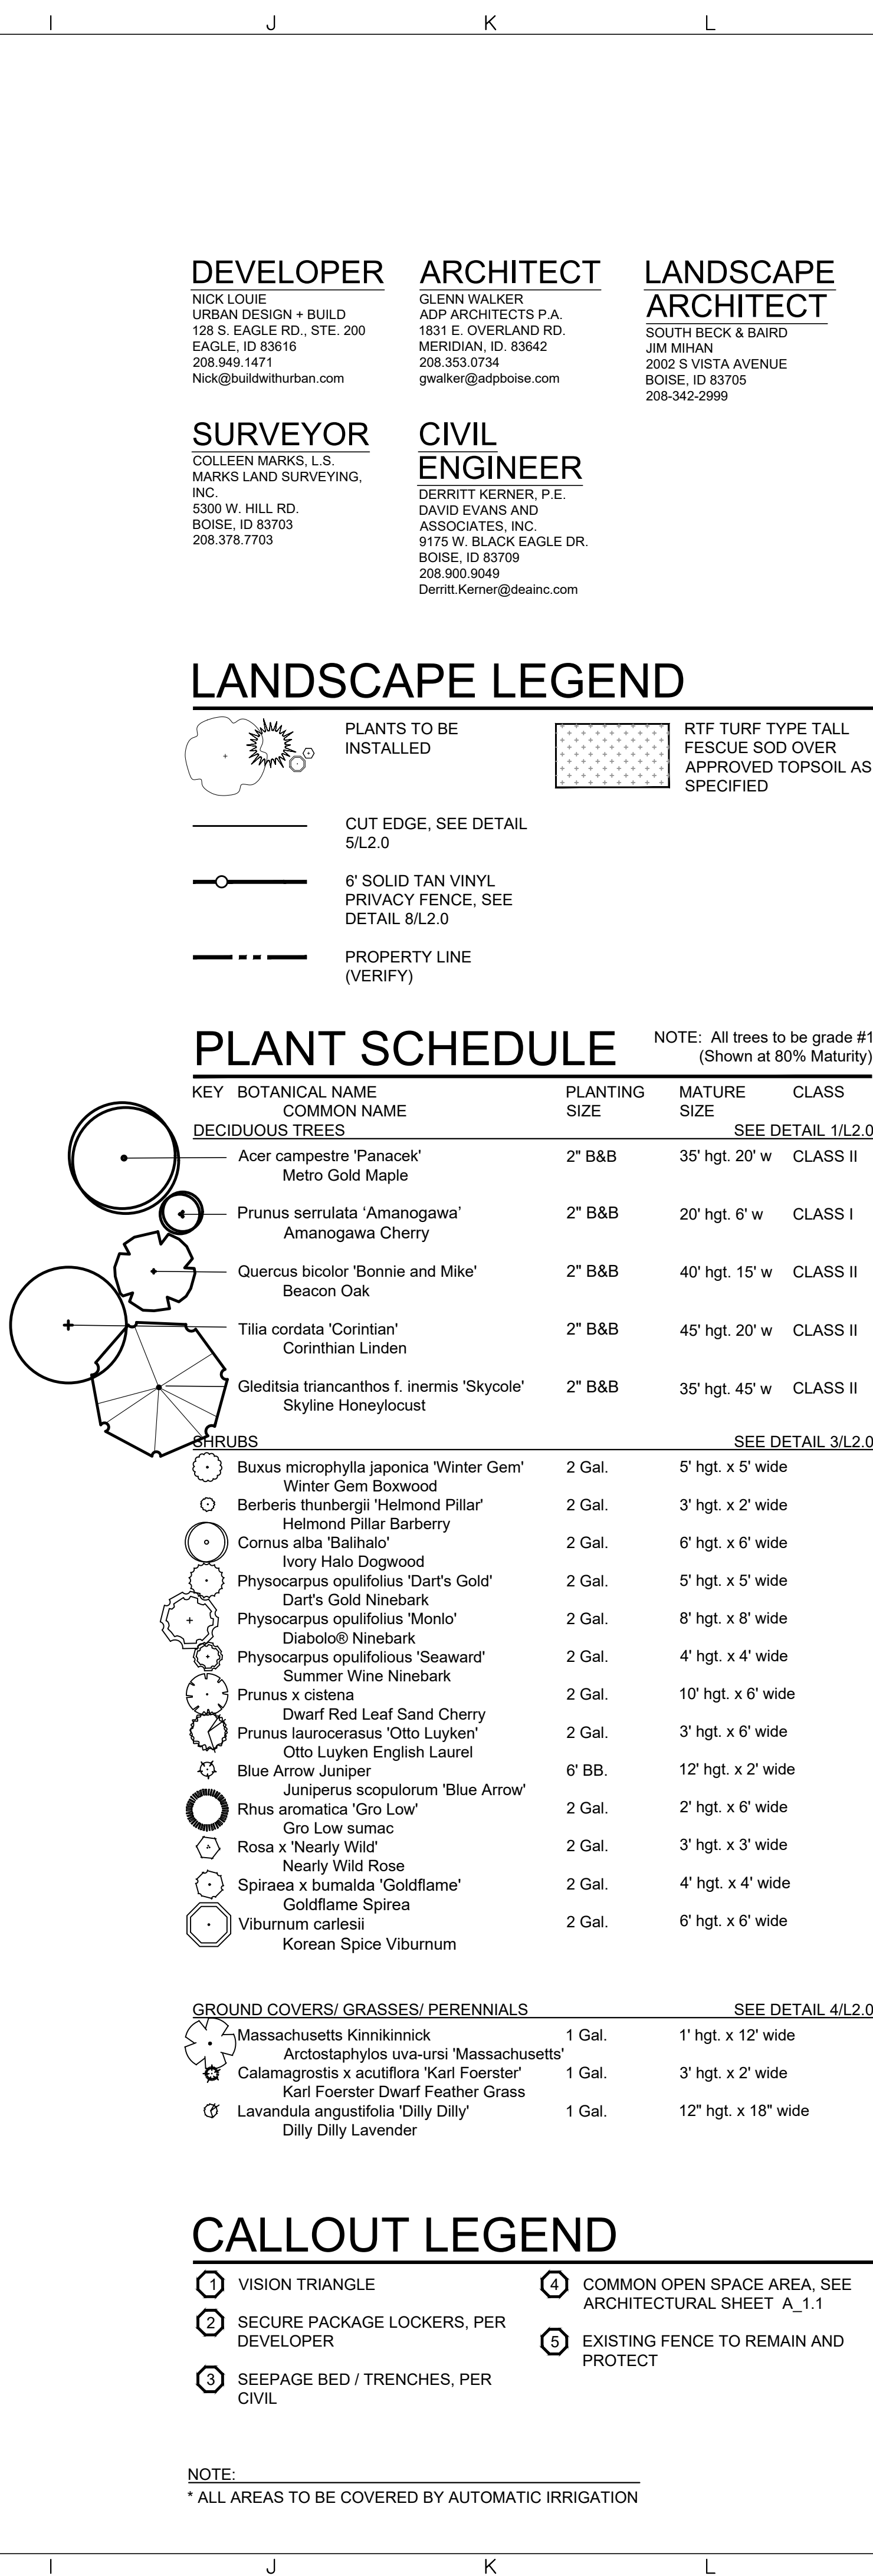 I J K L
DEVELOPER
NICK LOUIE
URBAN DESIGN + BUILD
128 S. EAGLE RD., STE. 200
EAGLE, ID 83616
208.949.1471
Nick@buildwithurban.com
ARCHITECT
GLENN WALKER
ADP ARCHITECTS P.A.
1831 E. OVERLAND RD.
MERIDIAN, ID. 83642
208.353.0734
gwalker@adpboise.com
LANDSCAPE
ARCHITECT
SOUTH BECK & BAIRD
JIM MIHAN
2002 S VISTA AVENUE
BOISE, ID 83705
208-342-2999
SURVEYOR
COLLEEN MARKS, L.S.
MARKS LAND SURVEYING,
INC.
5300 W. HILL RD.
BOISE, ID 83703
208.378.7703
CIVIL
ENGINEER
DERRITT KERNER, P.E.
DAVID EVANS AND
ASSOCIATES, INC.
9175 W. BLACK EAGLE DR.
BOISE, ID 83709
208.900.9049
Derritt.Kerner@deainc.com
LANDSCAPE LEGEND
PLANTS TO BE
INSTALLED
RTF TURF TYPE TALL
FESCUE SOD OVER
APPROVED TOPSOIL AS
SPECIFIED
CUT EDGE, SEE DETAIL
5/L2.0
6' SOLID TAN VINYL
PRIVACY FENCE, SEE
DETAIL 8/L2.0
PROPERTY LINE
(VERIFY)
PLANT SCHEDULE
NOTE: All trees to be grade #1
(Shown at 80% Maturity)
KEY BOTANICAL NAME PLANTING MATURE CLASS
COMMON NAME SIZE SIZE
DECIDUOUS TREES SEE DETAIL 1/L2.0
Acer campestre 'Panacek' 2" B&B 35' hgt. 20' w CLASS II
Metro Gold Maple
Prunus serrulata ‘Amanogawa’ 2" B&B 20' hgt. 6' w CLASS I
Amanogawa Cherry
Quercus bicolor 'Bonnie and Mike' 2" B&B 40' hgt. 15' w CLASS II
Beacon Oak
Tilia cordata 'Corintian' 2" B&B 45' hgt. 20' w CLASS II
Corinthian Linden
Gleditsia triancanthos f. inermis 'Skycole' 2" B&B 35' hgt. 45' w CLASS II
Skyline Honeylocust
SHRUBS SEE DETAIL 3/L2.0
Buxus microphylla japonica 'Winter Gem' 2 Gal. 5' hgt. x 5' wide
Winter Gem Boxwood
Berberis thunbergii 'Helmond Pillar' 2 Gal. 3' hgt. x 2' wide
Helmond Pillar Barberry
Cornus alba 'Balihalo' 2 Gal. 6' hgt. x 6' wide
Ivory Halo Dogwood
Physocarpus opulifolius 'Dart's Gold' 2 Gal. 5' hgt. x 5' wide
Dart's Gold Ninebark
Physocarpus opulifolius 'Monlo' 2 Gal. 8' hgt. x 8' wide
Diabolo® Ninebark
Physocarpus opulifolious 'Seaward' 2 Gal. 4' hgt. x 4' wide
Summer Wine Ninebark
Prunus x cistena 2 Gal. 10' hgt. x 6' wide
Dwarf Red Leaf Sand Cherry
Prunus laurocerasus 'Otto Luyken' 2 Gal. 3' hgt. x 6' wide
Otto Luyken English Laurel
Blue Arrow Juniper 6' BB. 12' hgt. x 2' wide
Juniperus scopulorum 'Blue Arrow'
Rhus aromatica 'Gro Low' 2 Gal. 2' hgt. x 6' wide
Gro Low sumac
Rosa x 'Nearly Wild' 2 Gal. 3' hgt. x 3' wide
Nearly Wild Rose
Spiraea x bumalda 'Goldflame' 2 Gal. 4' hgt. x 4' wide
Goldflame Spirea
Viburnum carlesii 2 Gal. 6' hgt. x 6' wide
Korean Spice Viburnum
GROUND COVERS/ GRASSES/ PERENNIALS SEE DETAIL 4/L2.0
Massachusetts Kinnikinnick 1 Gal. 1' hgt. x 12' wide
Arctostaphylos uva-ursi 'Massachusetts'
Calamagrostis x acutiflora 'Karl Foerster' 1 Gal. 3' hgt. x 2' wide
Karl Foerster Dwarf Feather Grass
Lavandula angustifolia 'Dilly Dilly' 1 Gal. 12" hgt. x 18" wide
Dilly Dilly Lavender
CALLOUT LEGEND
1 VISION TRIANGLE
2 SECURE PACKAGE LOCKERS, PER
DEVELOPER
3 SEEPAGE BED / TRENCHES, PER
CIVIL
4 COMMON OPEN SPACE AREA, SEE
ARCHITECTURAL SHEET A_1.1
5 EXISTING FENCE TO REMAIN AND
PROTECT
NOTE:
* ALL AREAS TO BE COVERED BY AUTOMATIC IRRIGATION
I J K L